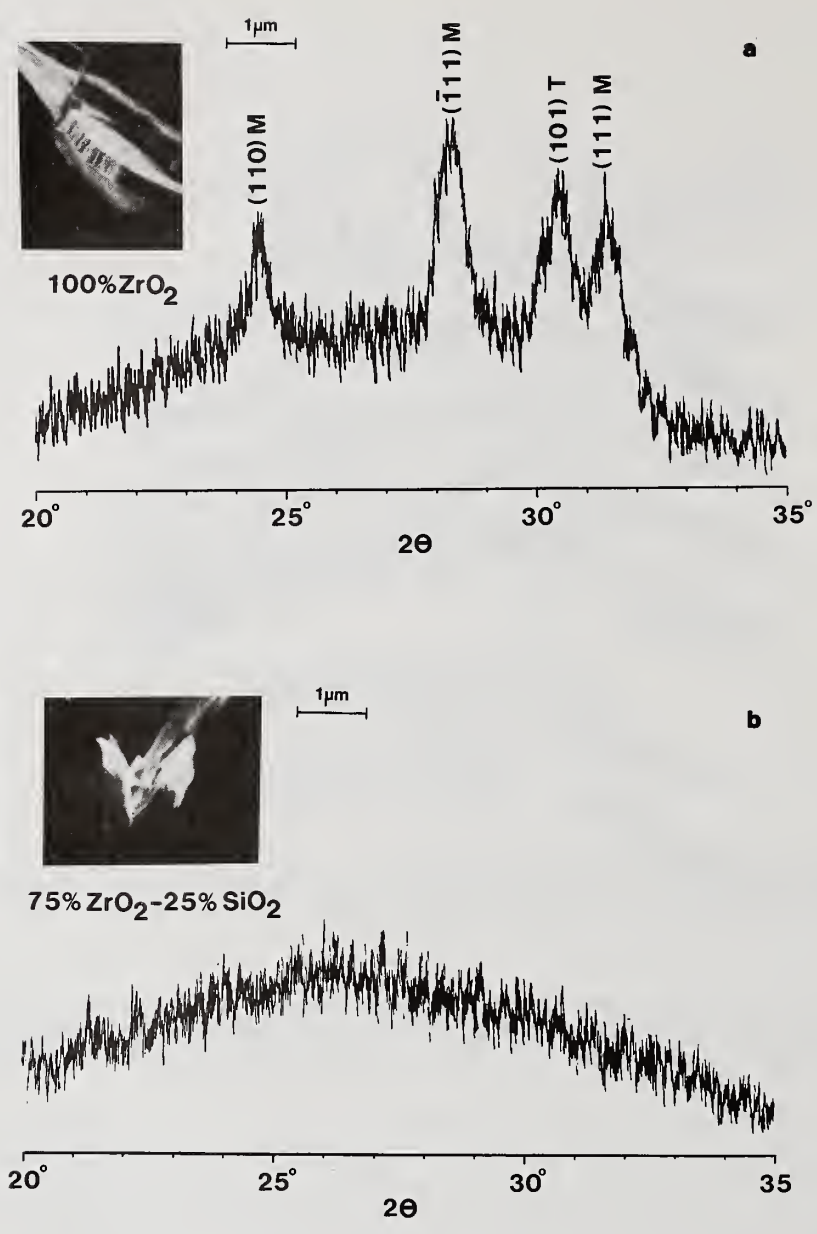 1μm
a
(110) M
(1̄11) M
(101) T
(111) M
100%ZrO₂
20° 25° 30° 35°
2Θ
1μm
b
75% ZrO₂-25% SiO₂
20° 25° 30° 35
2Θ